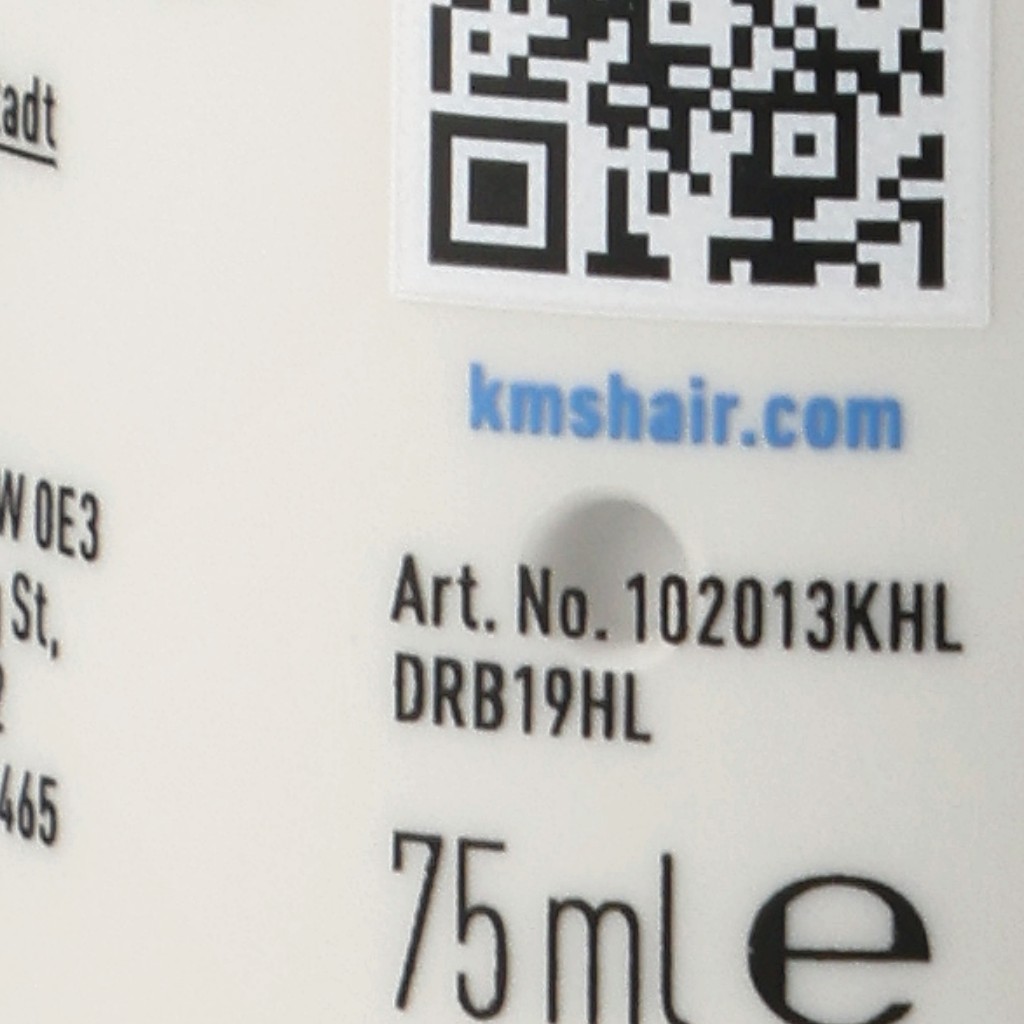 adt
kmshair.com
W 0E3
St,
Art. No. 102013KHL
DRB19HL
465
75 ml e